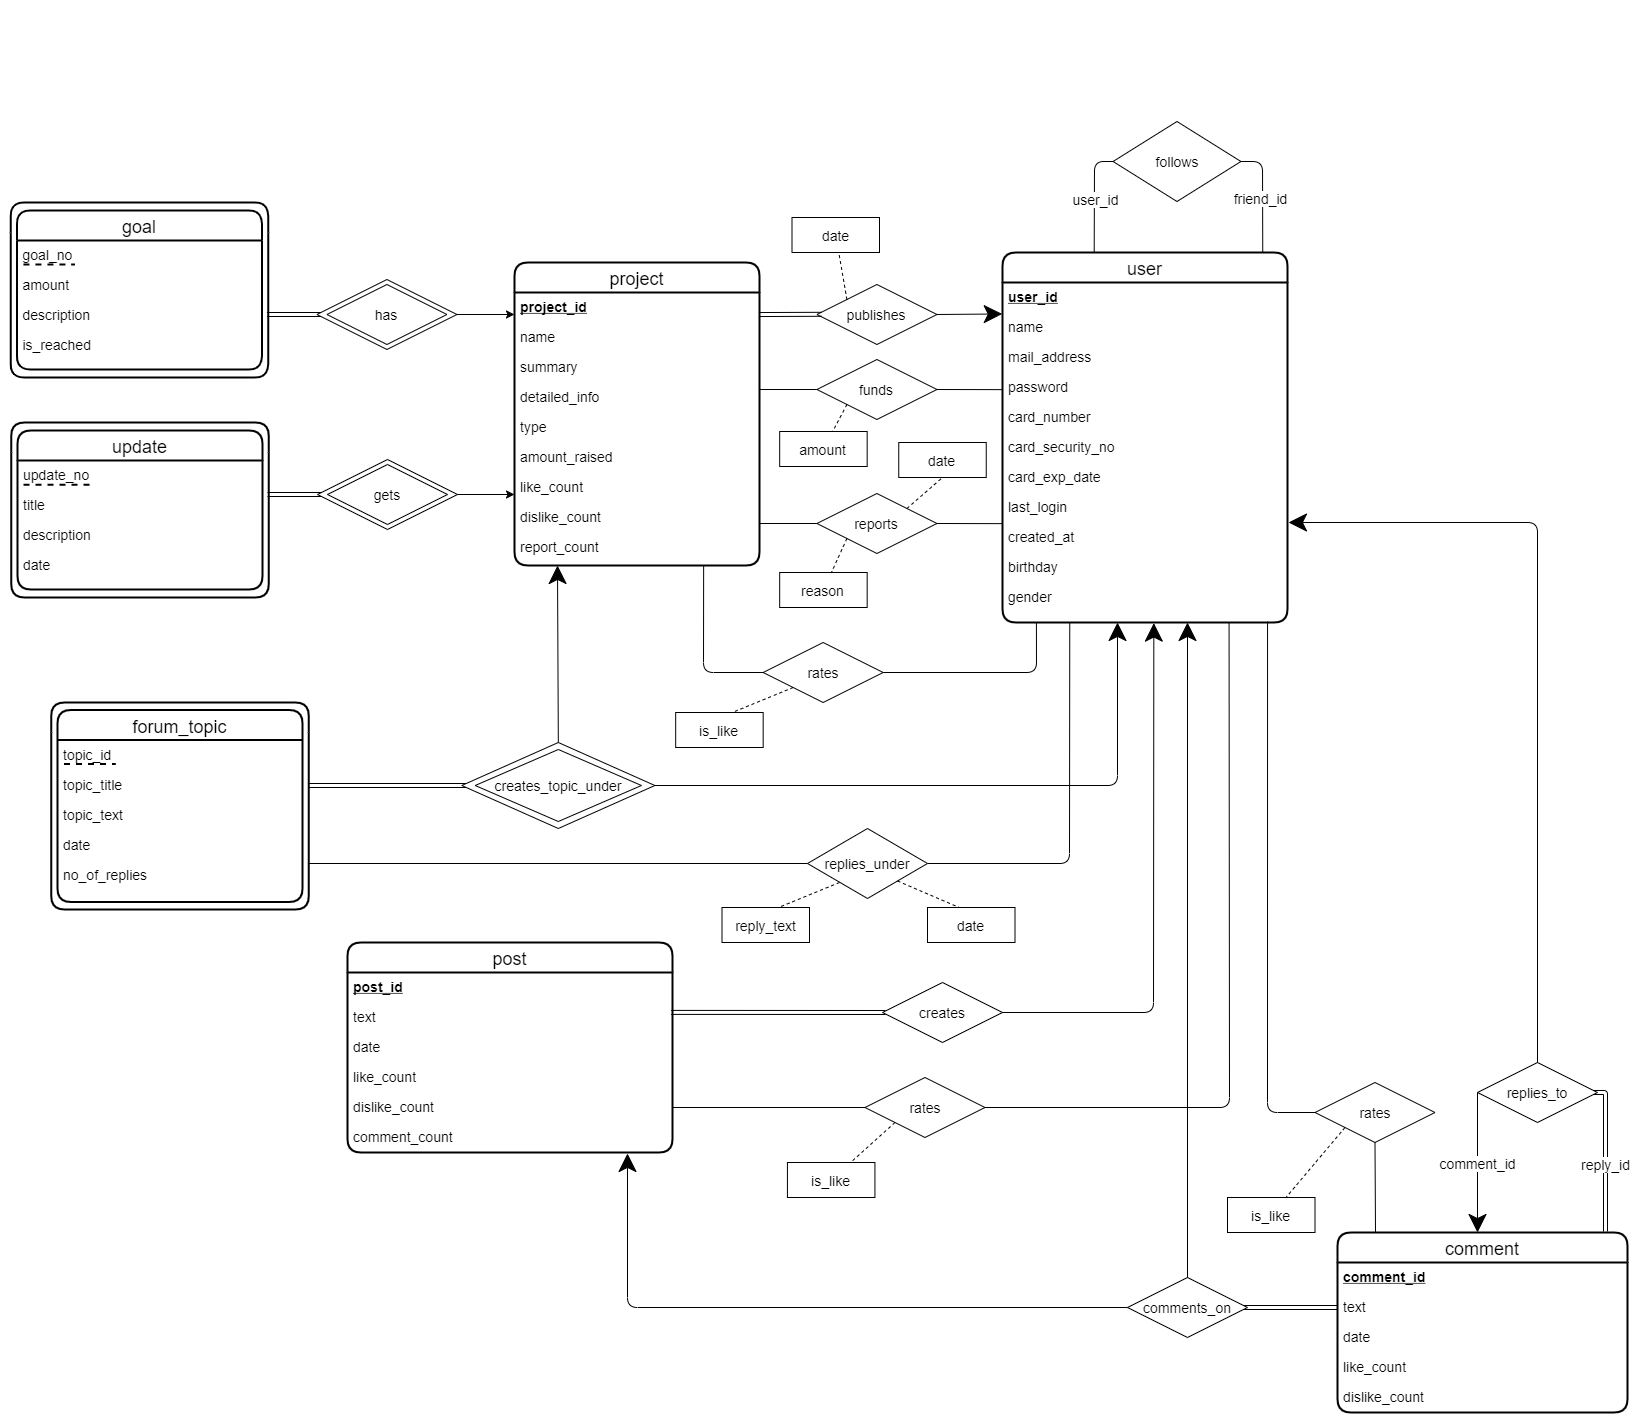 follows
user_id
friend_id
goal
goal_no
amount
description
is_reached
has
project
project_id
name
summary
detailed_info
type
amount_raised
like_count
dislike_count
report_count
date
publishes
funds
amount
date
reports
reason
user
user_id
name
mail_address
password
card_number
card_security_no
card_exp_date
last_login
created_at
birthday
gender
update
update_no
title
description
date
gets
rates
is_like
forum_topic
topic_id
topic_title
topic_text
date
no_of_replies
creates_topic_under
replies_under
reply_text
date
post
post_id
text
date
like_count
dislike_count
comment_count
creates
rates
is_like
rates
is_like
replies_to
comment_id
reply_id
comments_on
comment
comment_id
text
date
like_count
dislike_count